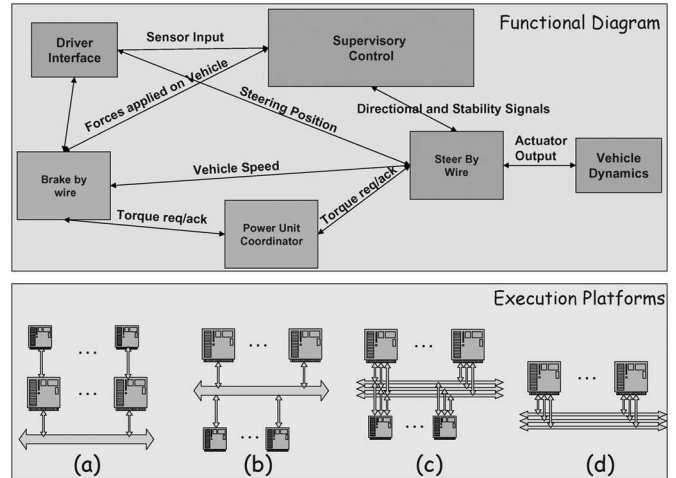 Functional Diagram
Driver
Interface
Sensor Input
Supervisory
Control
Forces applied on Vehicle
Steering Position
Directional and Stability Signals
Brake by
wire
Vehicle Speed
Steer By
Wire
Actuator
Output
Vehicle
Dynamics
Torque req/ack
Power Unit
Coordinator
Torque req/ack
Execution Platforms
(a)
(b)
(c)
(d)